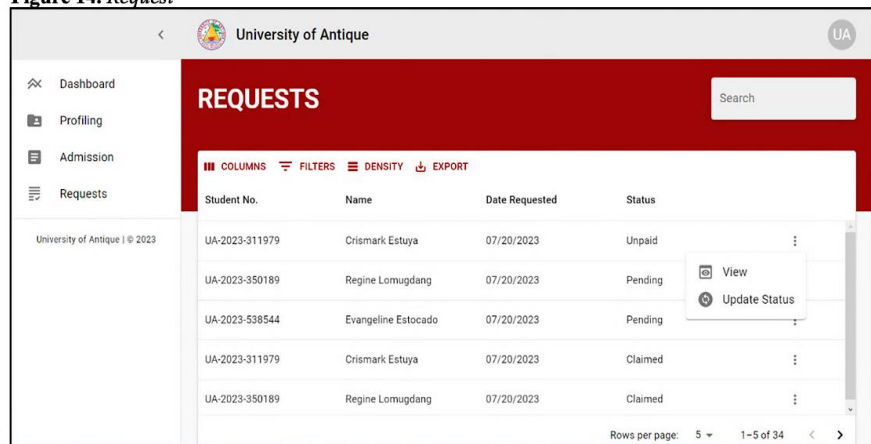 Figure 14. Request
University of Antique
UA
Dashboard
Profiling
Admission
Requests
University of Antique | © 2023
REQUESTS
Search
COLUMNS FILTERS DENSITY EXPORT
Student No. Name Date Requested Status
UA-2023-311979 Crismark Estuya 07/20/2023 Unpaid
UA-2023-350189 Regine Lomugdang 07/20/2023 Pending
UA-2023-538544 Evangeline Estocado 07/20/2023 Pending
UA-2023-311979 Crismark Estuya 07/20/2023 Claimed
UA-2023-350189 Regine Lomugdang 07/20/2023 Claimed
View
Update Status
Rows per page: 5 1–5 of 34